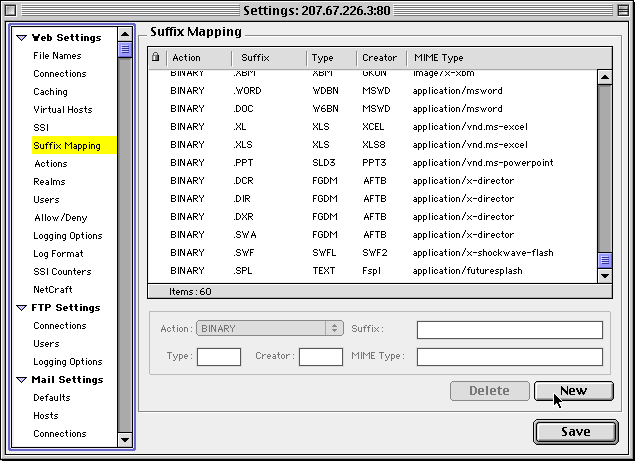 Settings: 207.67.226.3:80
Web Settings
File Names
Connections
Caching
Virtual Hosts
SSI
Suffix Mapping
Actions
Realms
Users
Allow/Deny
Logging Options
Log Format
SSI Counters
NetCraft
FTP Settings
Connections
Users
Logging Options
Mail Settings
Defaults
Hosts
Connections
Suffix Mapping
Action Suffix Type Creator MIME Type
BINARY .XBM XBM GKON image/x-xbm
BINARY .WORD WDBN MSWD application/msword
BINARY .DOC W6BN MSWD application/msword
BINARY .XL XLS XCEL application/vnd.ms-excel
BINARY .XLS XLS XLS8 application/vnd.ms-excel
BINARY .PPT SLD3 PPT3 application/vnd.ms-powerpoint
BINARY .DCR FGDM AFTB application/x-director
BINARY .DIR FGDM AFTB application/x-director
BINARY .DXR FGDM AFTB application/x-director
BINARY .SWA FGDM AFTB application/x-director
BINARY .SWF SWFL SWF2 application/x-shockwave-flash
BINARY .SPL TEXT Fspl application/futuresplash
Items: 60
Action: BINARY Suffix:
Type: Creator: MIME Type:
Delete New
Save